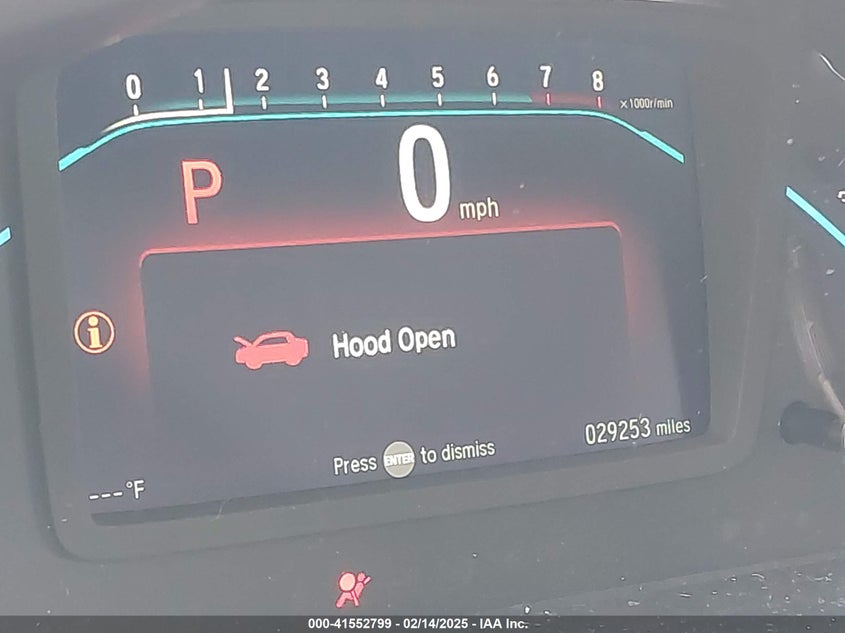 0 1 2 3 4 5 6 7 8 ×1000r/min
P 0 mph
i
Hood Open
029253 miles
Press ENTER to dismiss
---°F
000-41552799 - 02/14/2025 - IAA Inc.